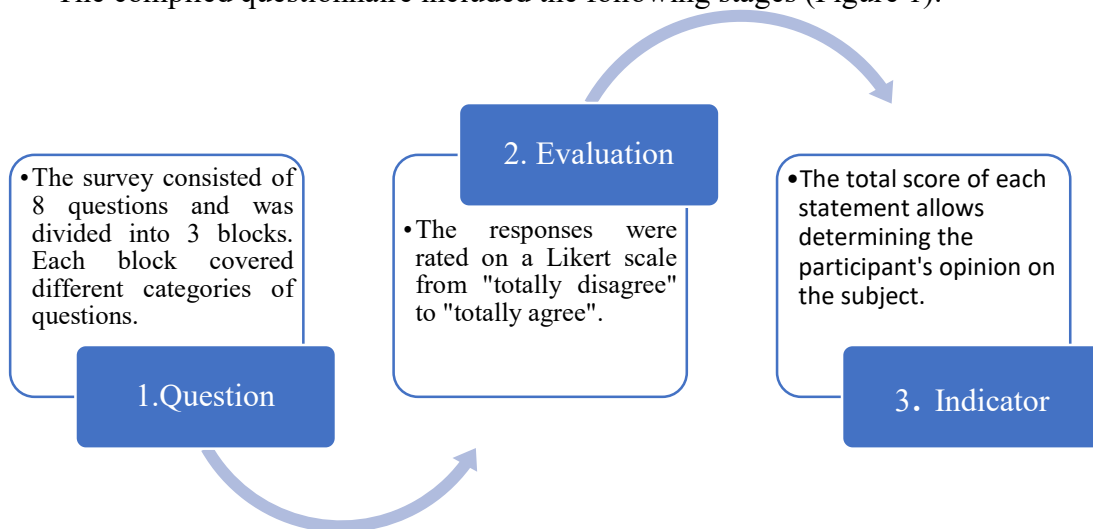 The compiled questionnaire included the following stages (Figure 1).
•The survey consisted of
8 questions and was
divided into 3 blocks.
Each block covered
different categories of
questions.
1.Question
2. Evaluation
•The responses were
rated on a Likert scale
from "totally disagree"
to "totally agree".
•The total score of each
statement allows
determining the
participant's opinion on
the subject.
3. Indicator